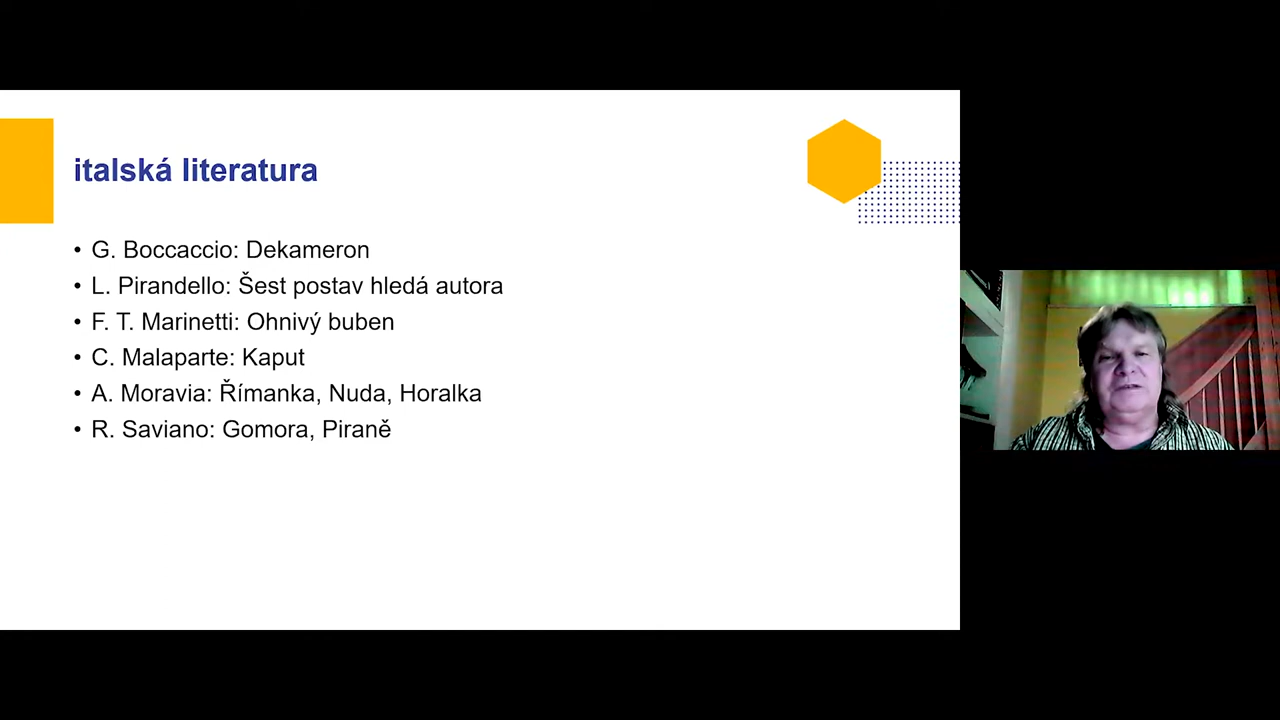 italská literatura
• G. Boccaccio: Dekameron
• L. Pirandello: Šest postav hledá autora
• F. T. Marinetti: Ohnivý buben
• C. Malaparte: Kaput
• A. Moravia: Římanka, Nuda, Horalka
• R. Saviano: Gomora, Piraně